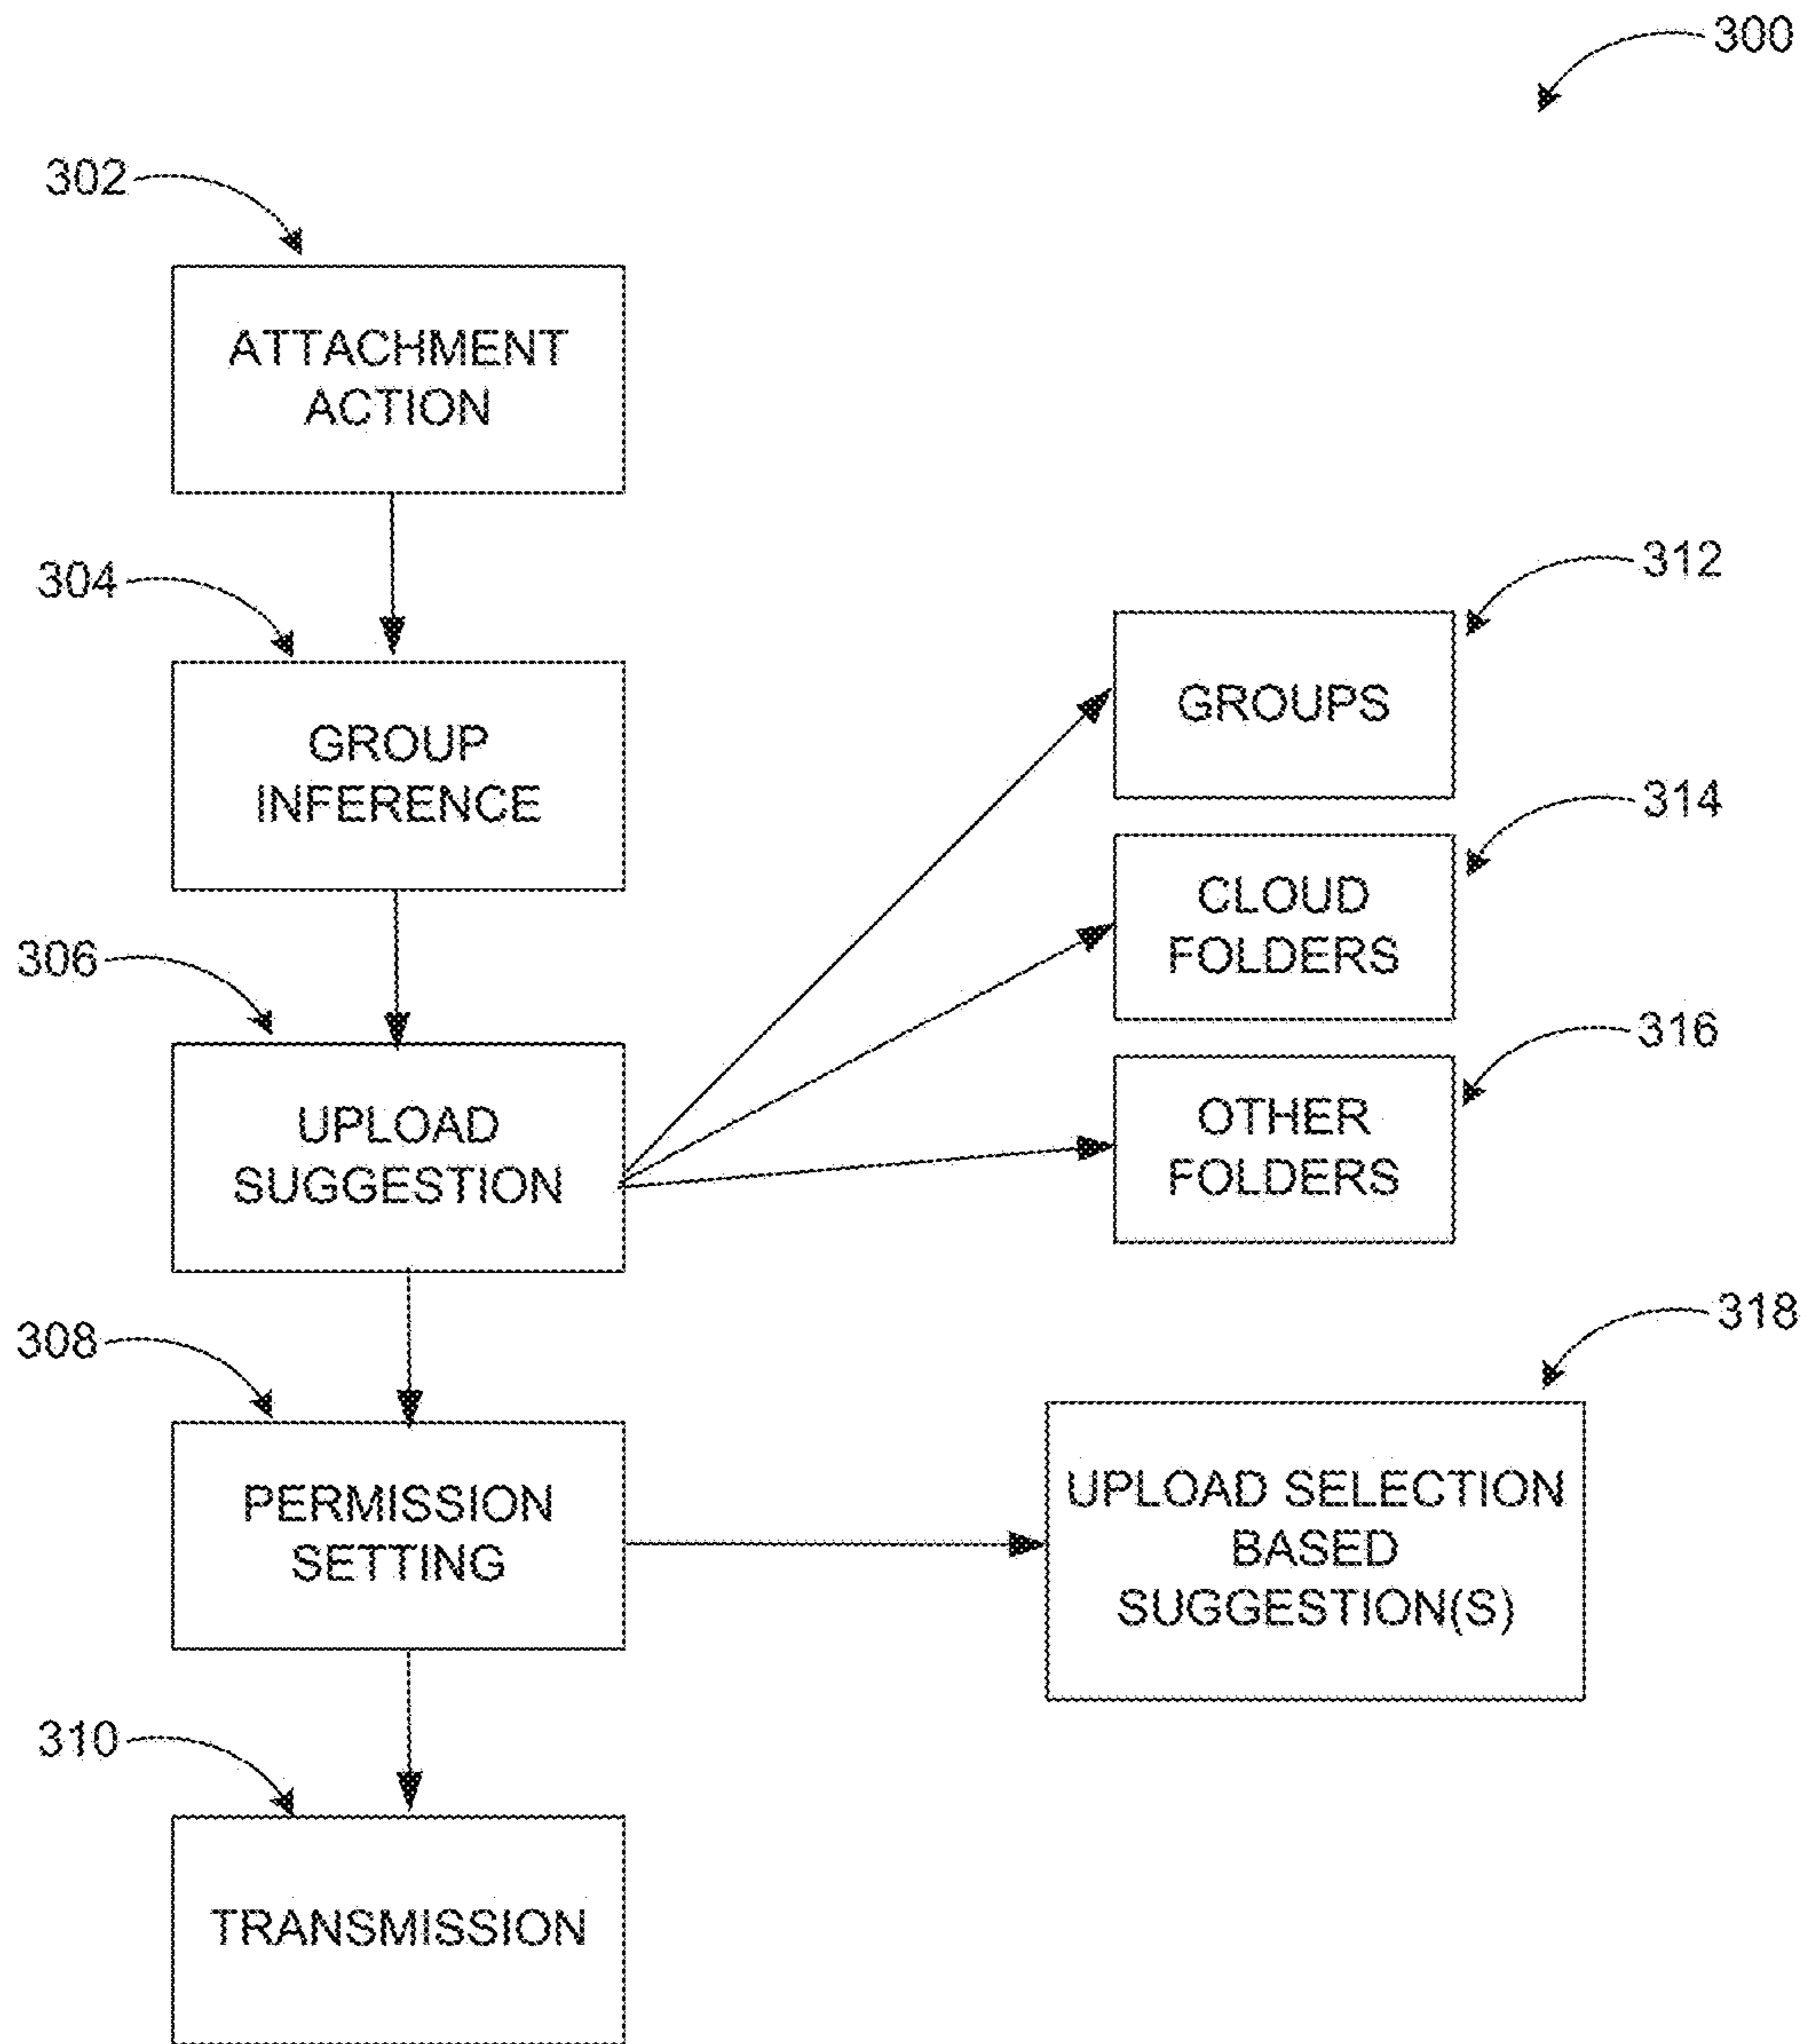 300
302
ATTACHMENT
ACTION
304
GROUP
INFERENCE
312
GROUPS
314
CLOUD
FOLDERS
306
UPLOAD
SUGGESTION
316
OTHER
FOLDERS
308
PERMISSION
SETTING
318
UPLOAD SELECTION
BASED
SUGGESTION(S)
310
TRANSMISSION